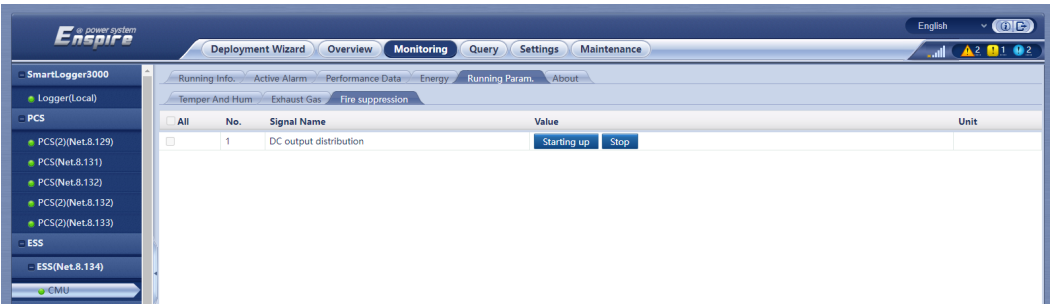 e power system
Enspire
English
Deployment Wizard Overview Monitoring Query Settings Maintenance
2 1 2
SmartLogger3000
Logger(Local)
PCS
PCS(2)(Net.8.129)
PCS(Net.8.131)
PCS(Net.8.132)
PCS(2)(Net.8.132)
PCS(2)(Net.8.133)
ESS
ESS(Net.8.134)
CMU
Running Info. Active Alarm Performance Data Energy Running Param. About
Temper And Hum Exhaust Gas Fire suppression
All No. Signal Name Value Unit
1 DC output distribution Starting up Stop